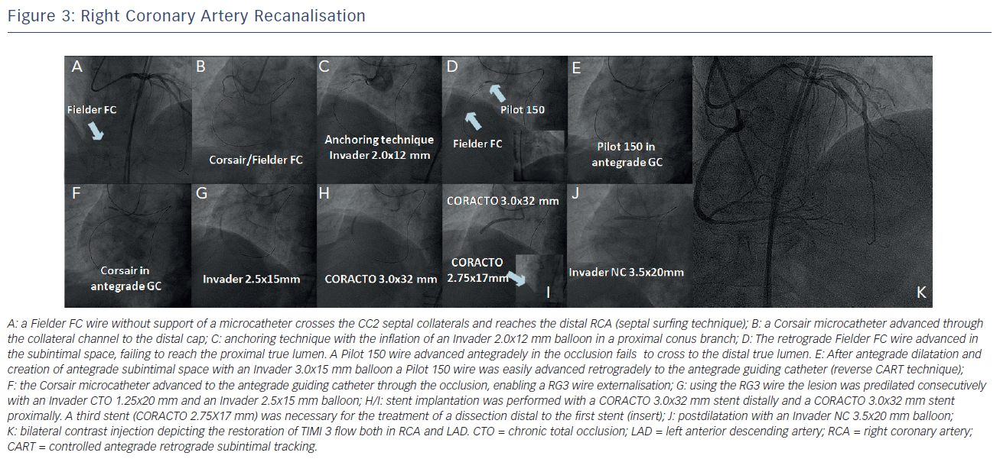 Figure 3: Right Coronary Artery Recanalisation
A
Fielder FC
B
Corsair/Fielder FC
C
Anchoring technique
Invader 2.0x12 mm
D
Pilot 150
Fielder FC
E
Pilot 150 in
antegrade GC
F
Corsair in
antegrade GC
G
Invader 2.5x15mm
H
CORACTO 3.0x32 mm
CORACTO 3.0x32 mm
CORACTO
2.75x17mm
I
J
Invader NC 3.5x20mm
K
A: a Fielder FC wire without support of a microcatheter crosses the CC2 septal collaterals and reaches the distal RCA (septal surfing technique); B: a Corsair microcatheter advanced through
the collateral channel to the distal cap; C: anchoring technique with the inflation of an Invader 2.0x12 mm balloon in a proximal conus branch; D: The retrograde Fielder FC wire advanced in
the subintimal space, failing to reach the proximal true lumen. A Pilot 150 wire advanced antegradely in the occlusion fails to cross to the distal true lumen. E: After antegrade dilatation and
creation of antegrade subintimal space with an Invader 3.0x15 mm balloon a Pilot 150 wire was easily advanced retrogradely to the antegrade guiding catheter (reverse CART technique);
F: the Corsair microcatheter advanced to the antegrade guiding catheter through the occlusion, enabling a RG3 wire externalisation; G: using the RG3 wire the lesion was predilated consecutively
with an Invader CTO 1.25x20 mm and an Invader 2.5x15 mm balloon; H/I: stent implantation was performed with a CORACTO 3.0x32 mm stent distally and a CORACTO 3.0x32 mm stent
proximally. A third stent (CORACTO 2.75X17 mm) was necessary for the treatment of a dissection distal to the first stent (insert); J: postdilatation with an Invader NC 3.5x20 mm balloon;
K: bilateral contrast injection depicting the restoration of TIMI 3 flow both in RCA and LAD. CTO = chronic total occlusion; LAD = left anterior descending artery; RCA = right coronary artery;
CART = controlled antegrade retrograde subintimal tracking.